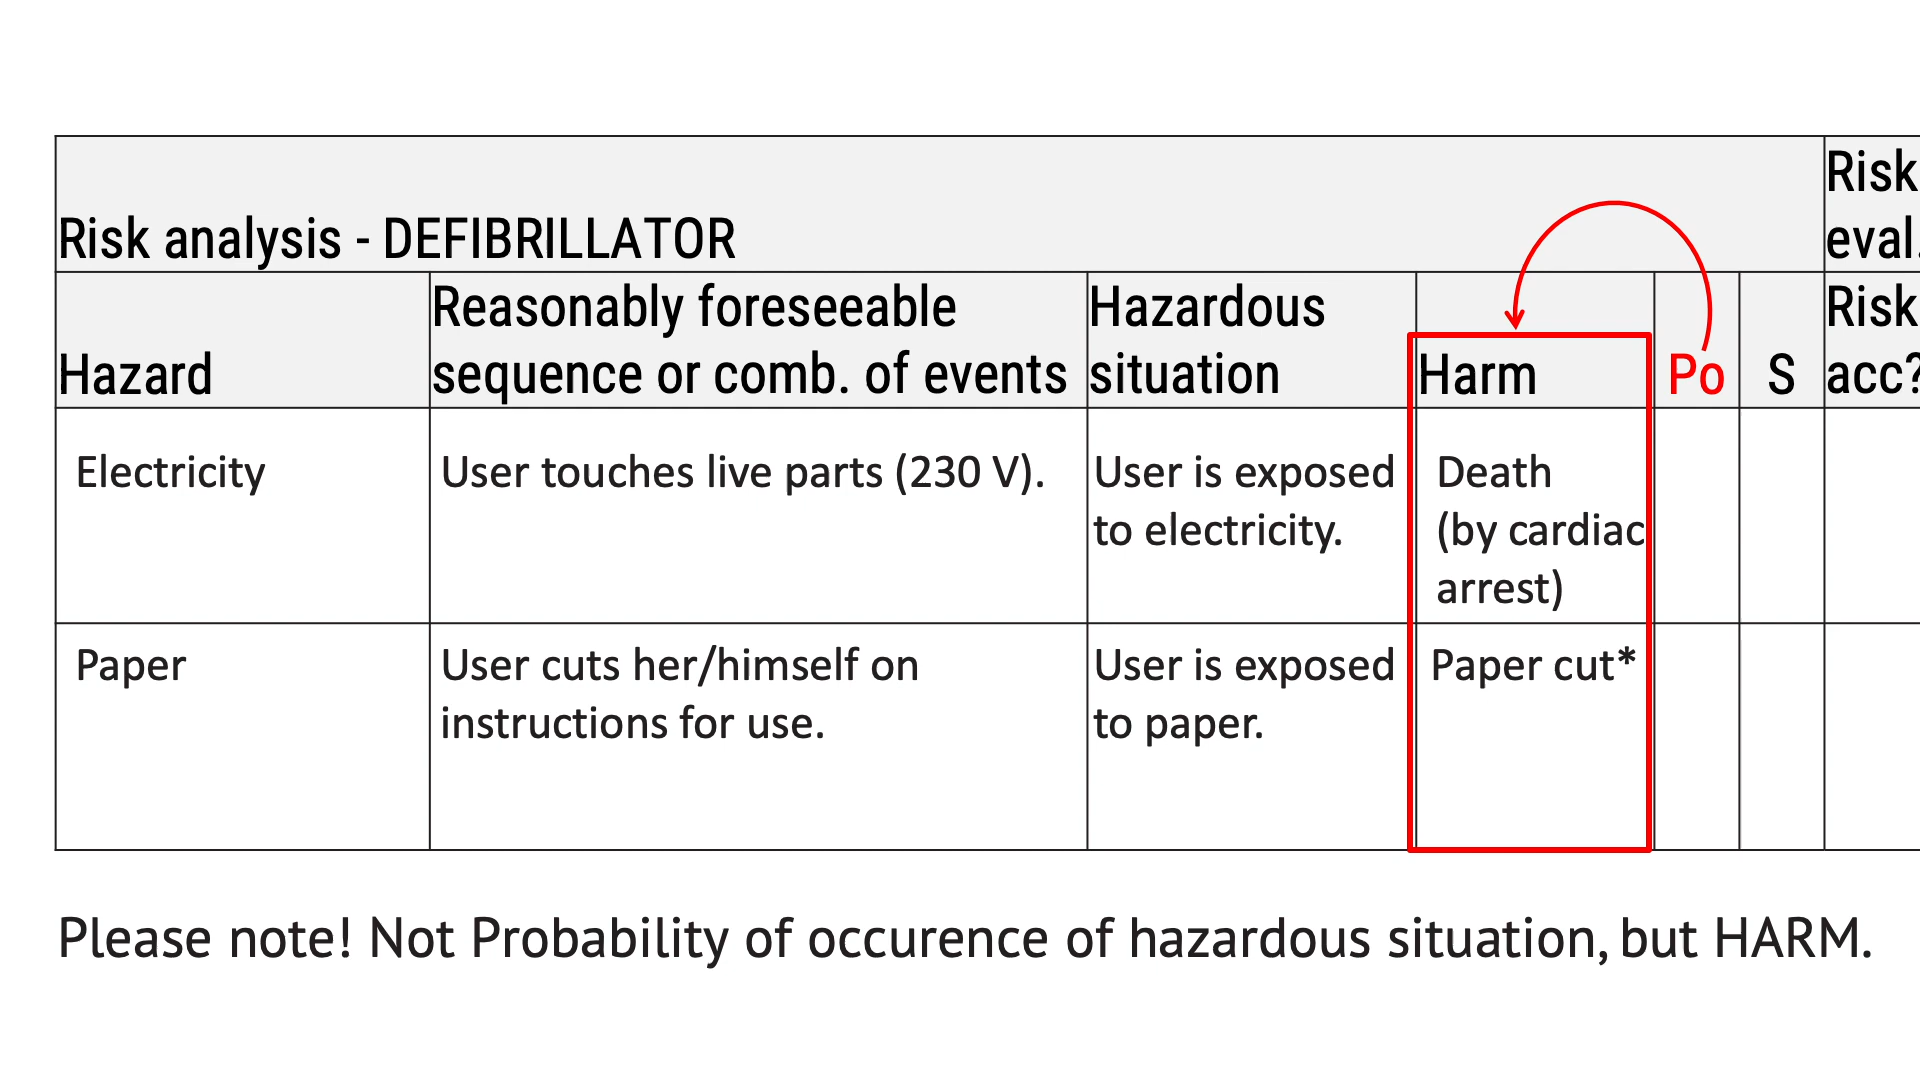 Risk analysis - DEFIBRILLATOR
Risk
eval.
Hazard
Reasonably foreseeable
sequence or comb. of events
Hazardous
situation
Harm
Po
S
Risk
acc?
Electricity
User touches live parts (230 V).
User is exposed
to electricity.
Death
(by cardiac
arrest)
Paper
User cuts her/himself on
instructions for use.
User is exposed
to paper.
Paper cut*
Please note! Not Probability of occurence of hazardous situation, but HARM.